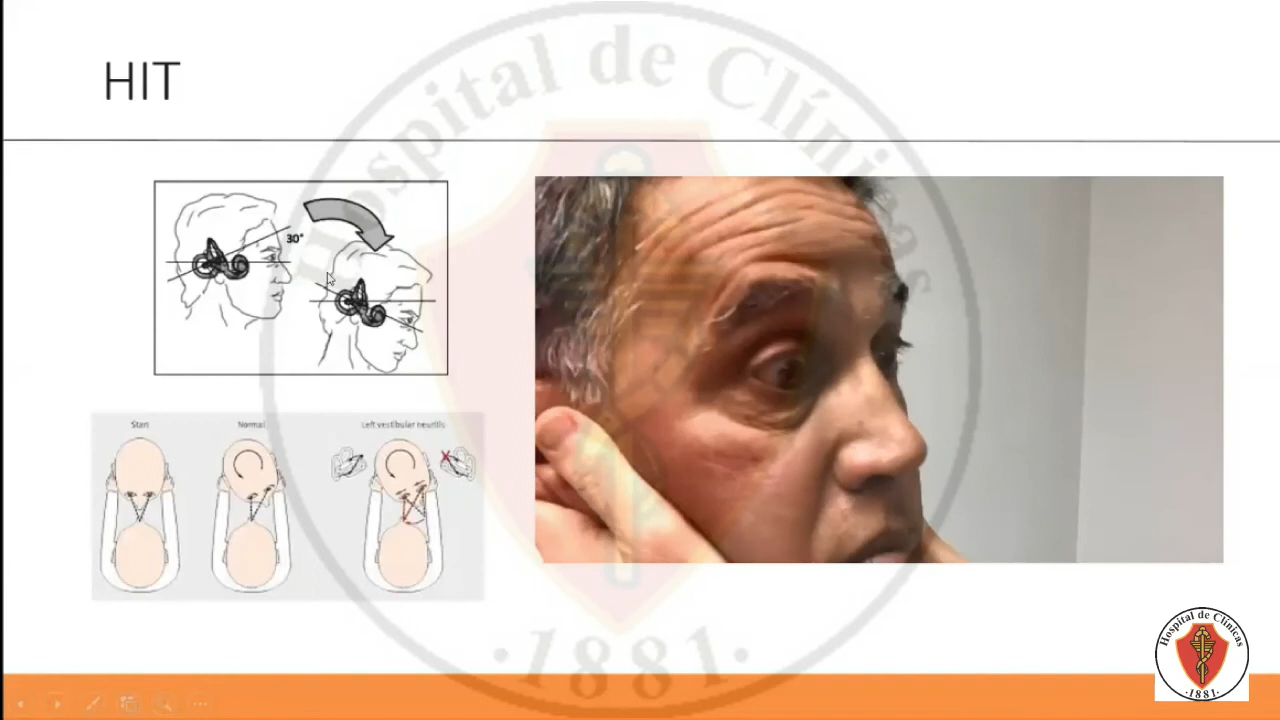 HIT
Hospital de Clínicas
30°
Start
Normal
Left vestibular neuritis
·1881·
Hospital de Clínicas
·1881·